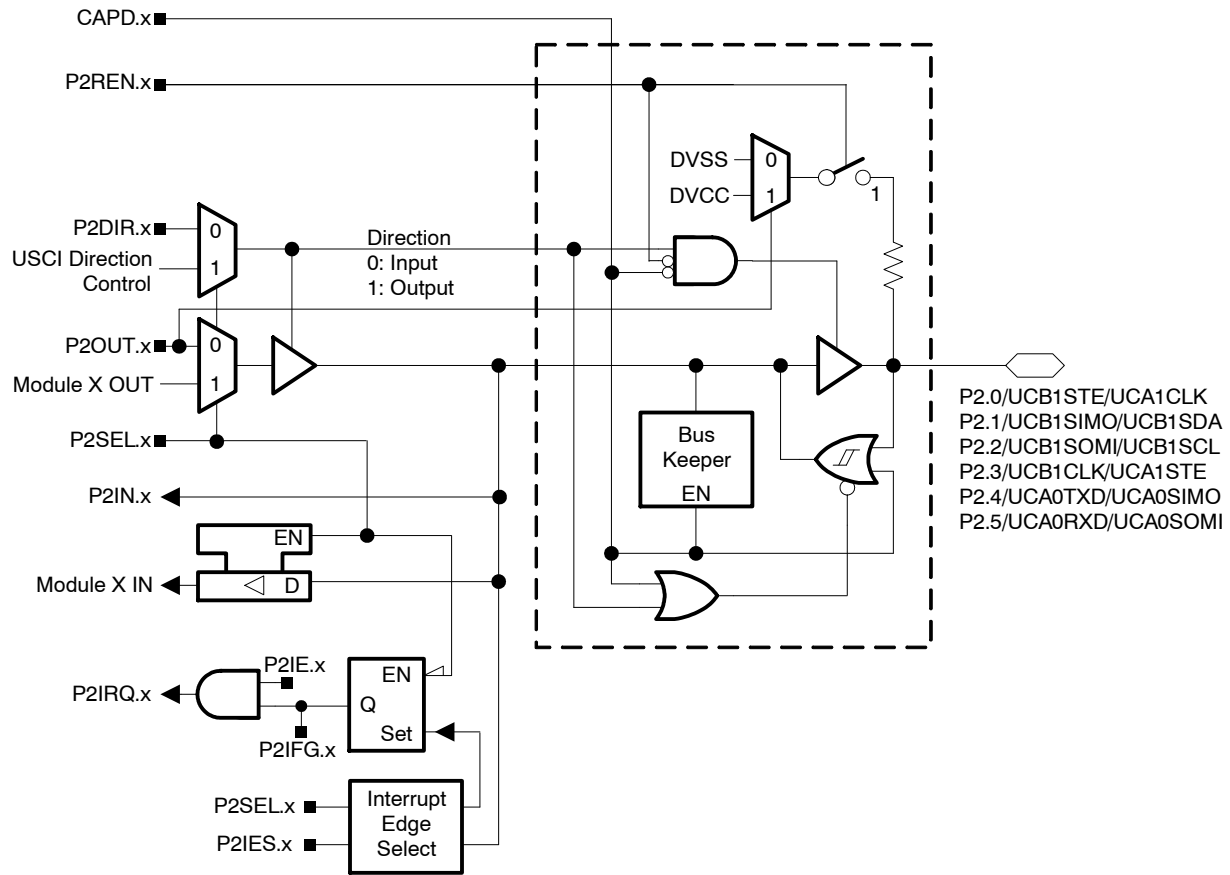 CAPD.x
P2REN.x
DVSS
0
DVCC
1
1
P2DIR.x
0
USCI Direction
Control
1
Direction
0: Input
1: Output
P2OUT.x
0
Module X OUT
1
P2SEL.x
P2.0/UCB1STE/UCA1CLK
P2.1/UCB1SIMO/UCB1SDA
P2.2/UCB1SOMI/UCB1SCL
P2.3/UCB1CLK/UCA1STE
P2.4/UCA0TXD/UCA0SIMO
P2.5/UCA0RXD/UCA0SOMI
Bus
Keeper
EN
P2IN.x
EN
Module X IN
D
P2IE.x
P2IRQ.x
P2IFG.x
EN
Q
Set
P2SEL.x
P2IES.x
Interrupt
Edge
Select